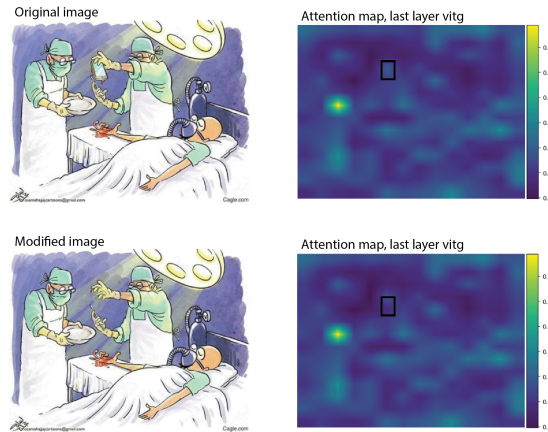 Original image
Attention map, last layer vitg
Cagle.com
Modified image
Attention map, last layer vitg
Cagle.com